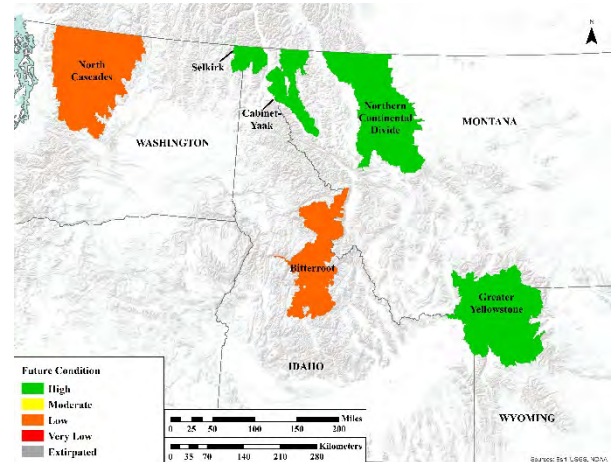 N
North
Cascades
Selkirk
Cabinet-
Yaak
Northern
Continental
Divide
MONTANA
WASHINGTON
Bitterroot
Greater
Yellowstone
IDAHO
WYOMING
Future Condition
High
Moderate
Low
Very Low
Extirpated
Miles
0 25 50 100 150 200
Kilometers
0 35 70 140 210 280
Sources: Esri, USGS, NOAA